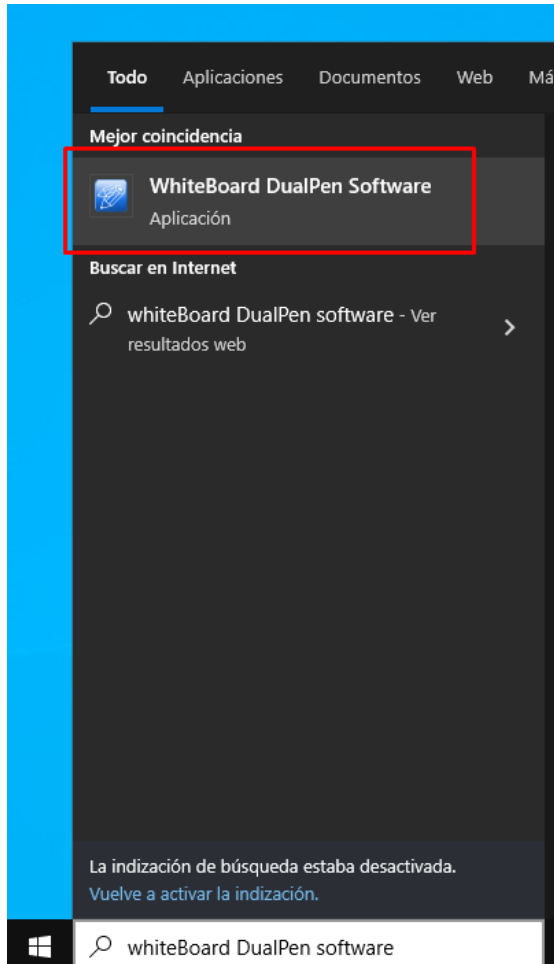 Todo Aplicaciones Documentos Web Má
Mejor coincidencia
WhiteBoard DualPen Software
Aplicación
Buscar en Internet
whiteBoard DualPen software - Ver
resultados web
La indización de búsqueda estaba desactivada.
Vuelve a activar la indización.
whiteBoard DualPen software